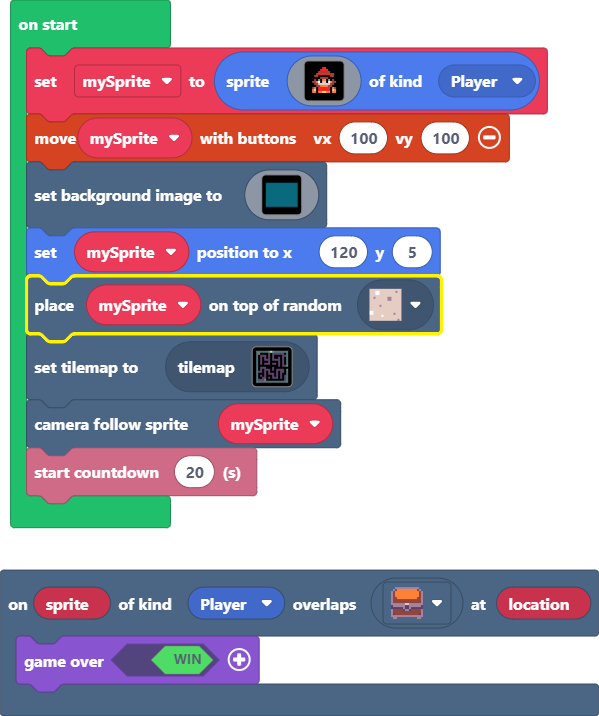 on start
set mySprite to sprite of kind Player
move mySprite with buttons vx 100 vy 100
set background image to
set mySprite position to x 120 y 5
place mySprite on top of random
set tilemap to tilemap
camera follow sprite mySprite
start countdown 20 (s)
on sprite of kind Player overlaps at location
game over WIN